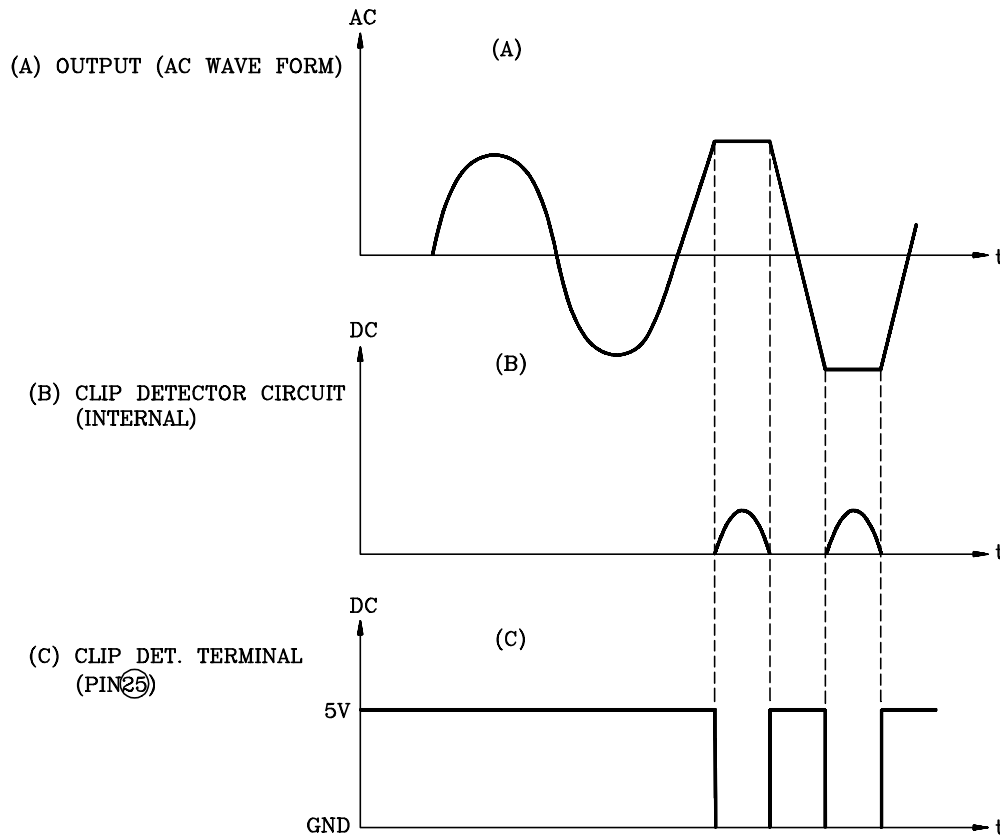 AC
(A) OUTPUT (AC WAVE FORM)
(A)
t
DC
(B) CLIP DETECTOR CIRCUIT
(INTERNAL)
(B)
t
DC
(C) CLIP DET. TERMINAL
(PIN25)
(C)
5V
GND
t